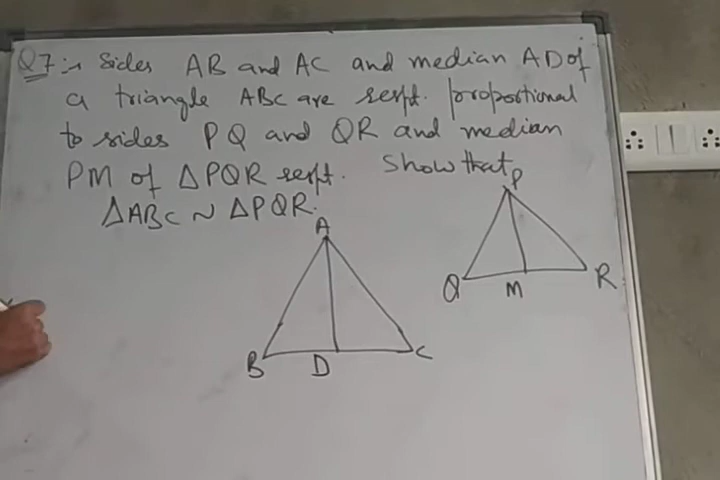 Q7:- Sides AB and AC and median AD of
a triangle ABC are respt. proportional
to sides PQ and QR and median
PM of ΔPQR respt. Show that
ΔABC ~ ΔPQR.
A
B D C
P
Q M R